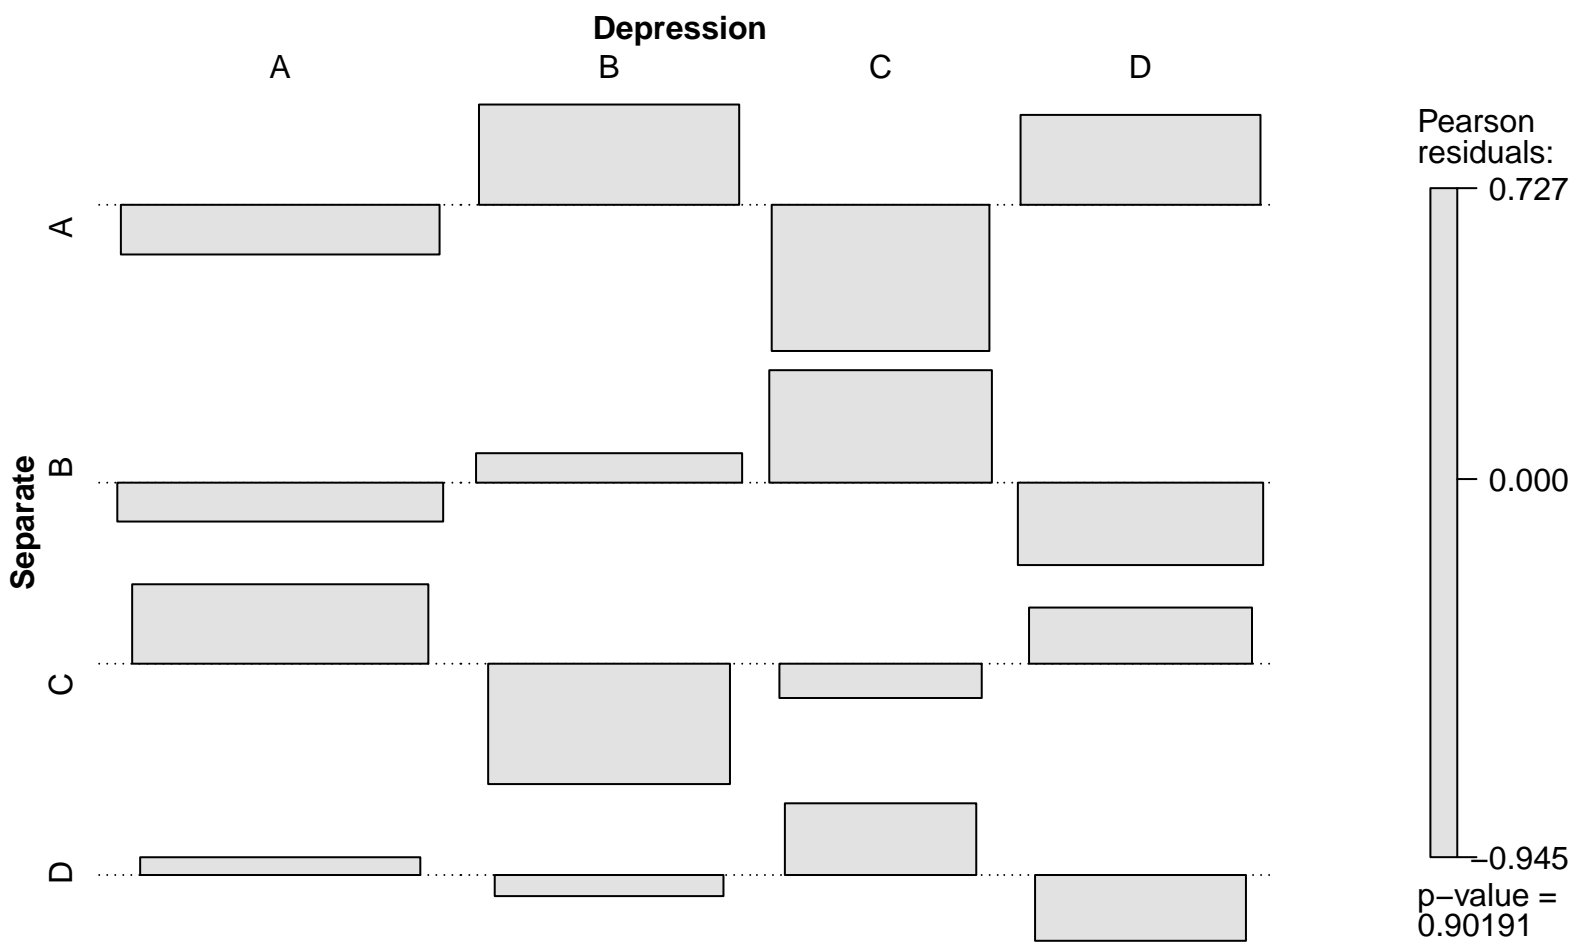 Depression
A B C D
Separate
A
B
C
D
Pearson
residuals:
0.727
0.000
−0.945
p−value =
0.90191